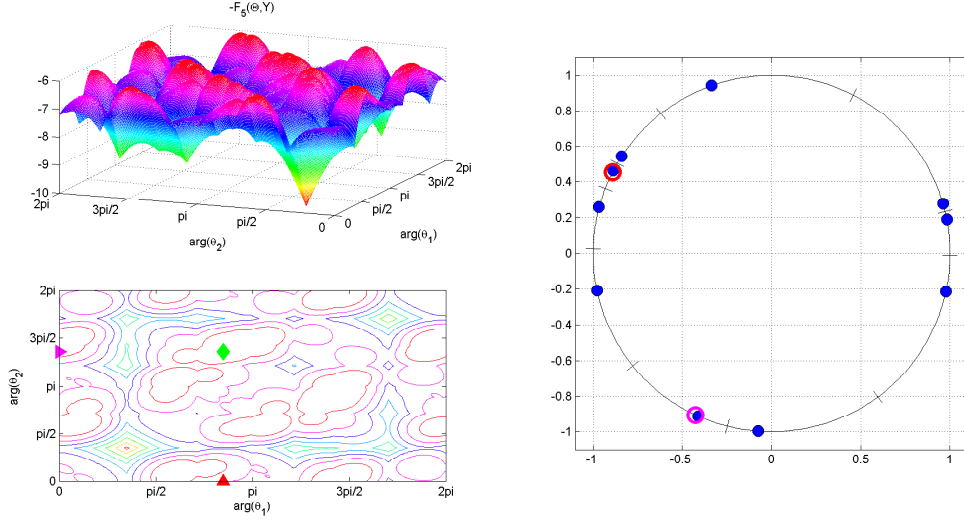 -F5(Θ,Y)
-6
-7
-8
-9
-10
2pi
3pi/2
pi
pi/2
0
0
pi/2
pi
3pi/2
2pi
arg(θ2)
arg(θ1)
2pi
3pi/2
pi
pi/2
0
arg(θ2)
0 pi/2 pi 3pi/2 2pi
arg(θ1)
1
0.8
0.6
0.4
0.2
0
-0.2
-0.4
-0.6
-0.8
-1
-1 -0.5 0 0.5 1